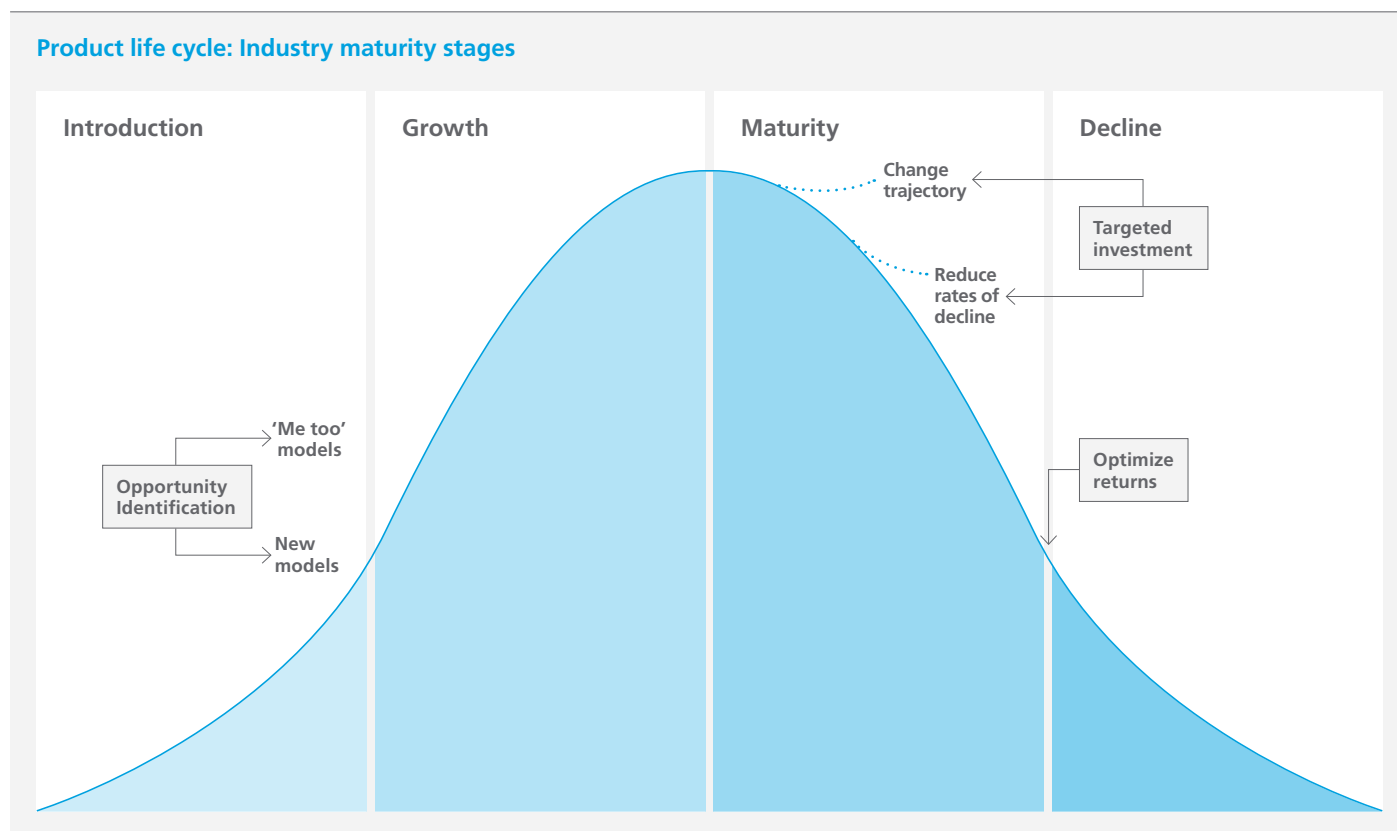 Product life cycle: Industry maturity stages
Introduction
Growth
Maturity
Decline
Change
trajectory
Targeted
investment
Reduce
rates of
decline
'Me too'
models
Opportunity
Identification
New
models
Optimize
returns